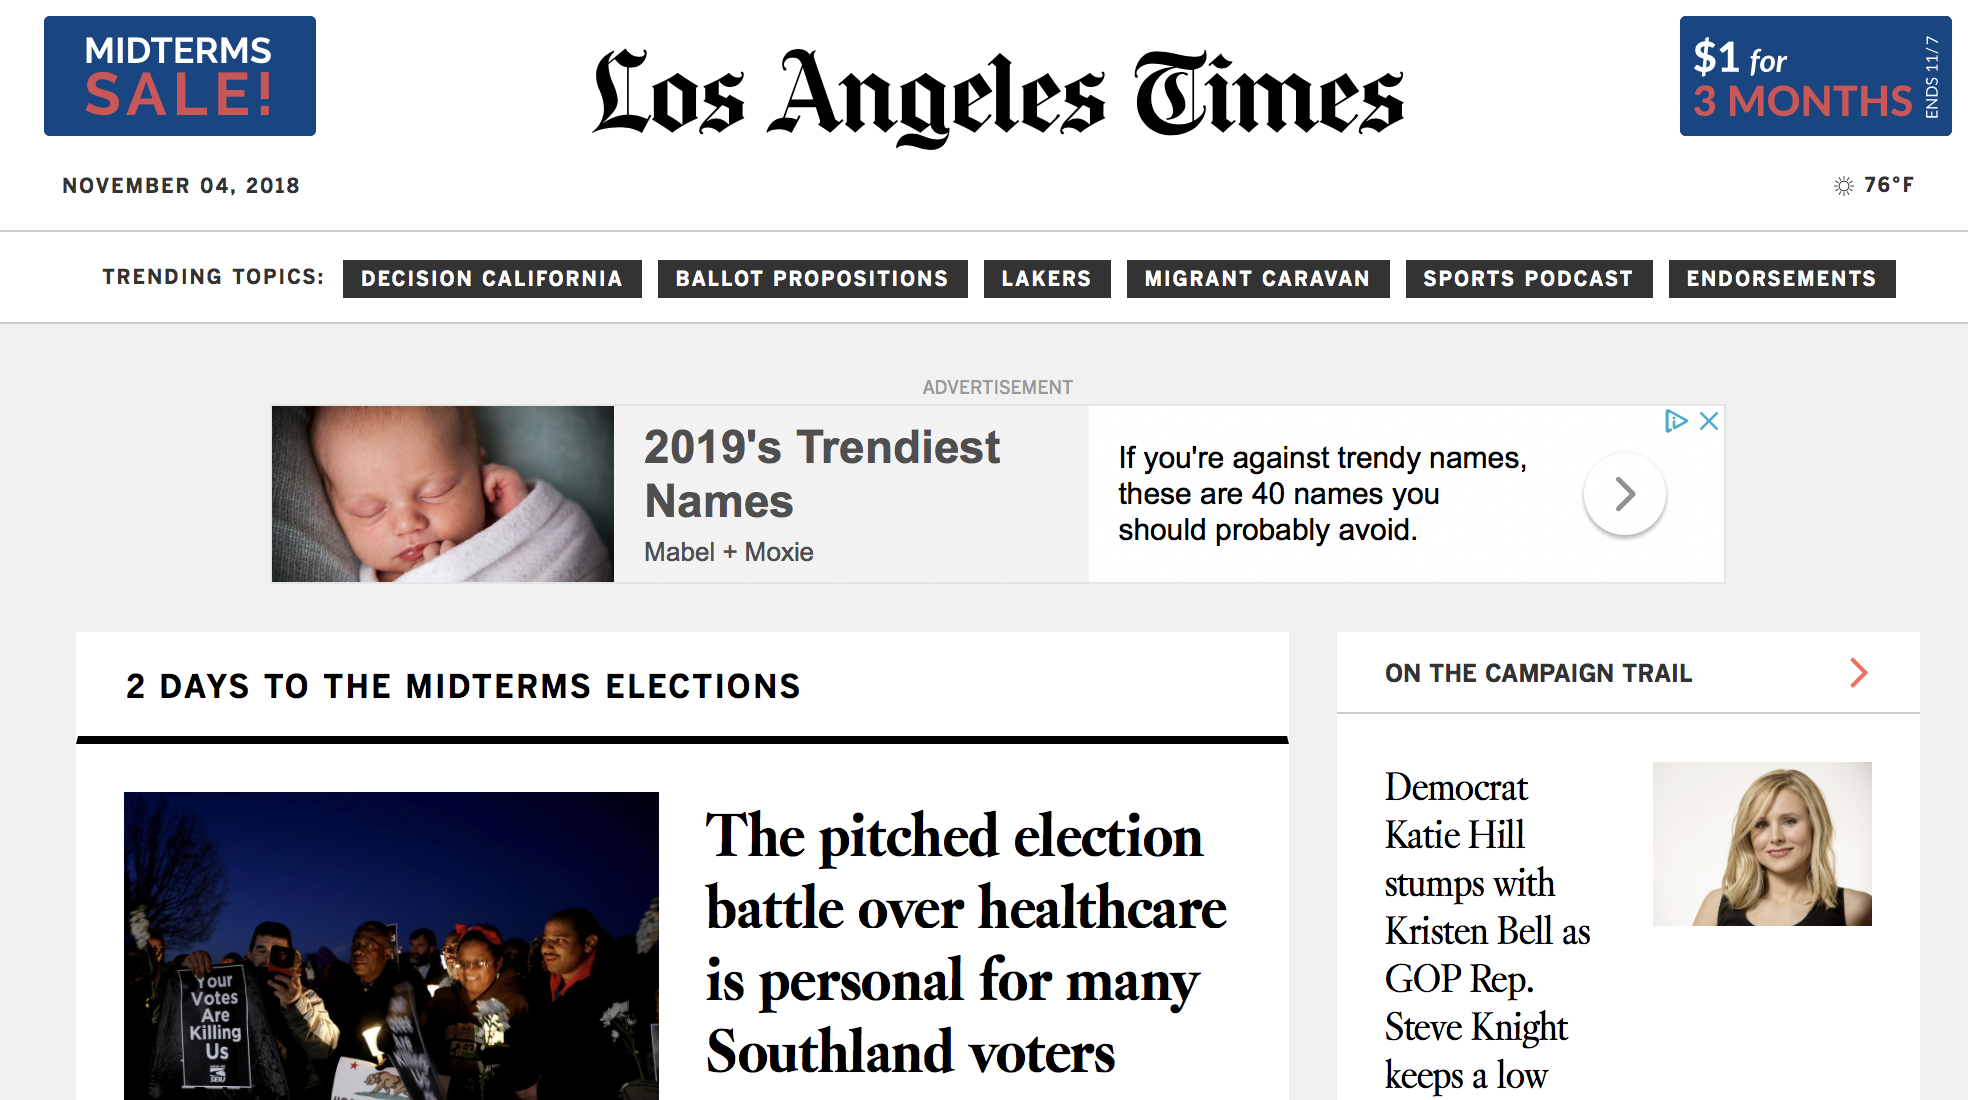 MIDTERMS
SALE!
Los Angeles Times
$1 for
3 MONTHS
ENDS 11/7
NOVEMBER 04, 2018
76°F
TRENDING TOPICS:
DECISION CALIFORNIA
BALLOT PROPOSITIONS
LAKERS
MIGRANT CARAVAN
SPORTS PODCAST
ENDORSEMENTS
ADVERTISEMENT
2019's Trendiest
Names
Mabel + Moxie
If you're against trendy names,
these are 40 names you
should probably avoid.
2 DAYS TO THE MIDTERMS ELECTIONS
The pitched election
battle over healthcare
is personal for many
Southland voters
Your
Votes
Are
Killing
Us
SEIU
ON THE CAMPAIGN TRAIL
Democrat
Katie Hill
stumps with
Kristen Bell as
GOP Rep.
Steve Knight
keeps a low